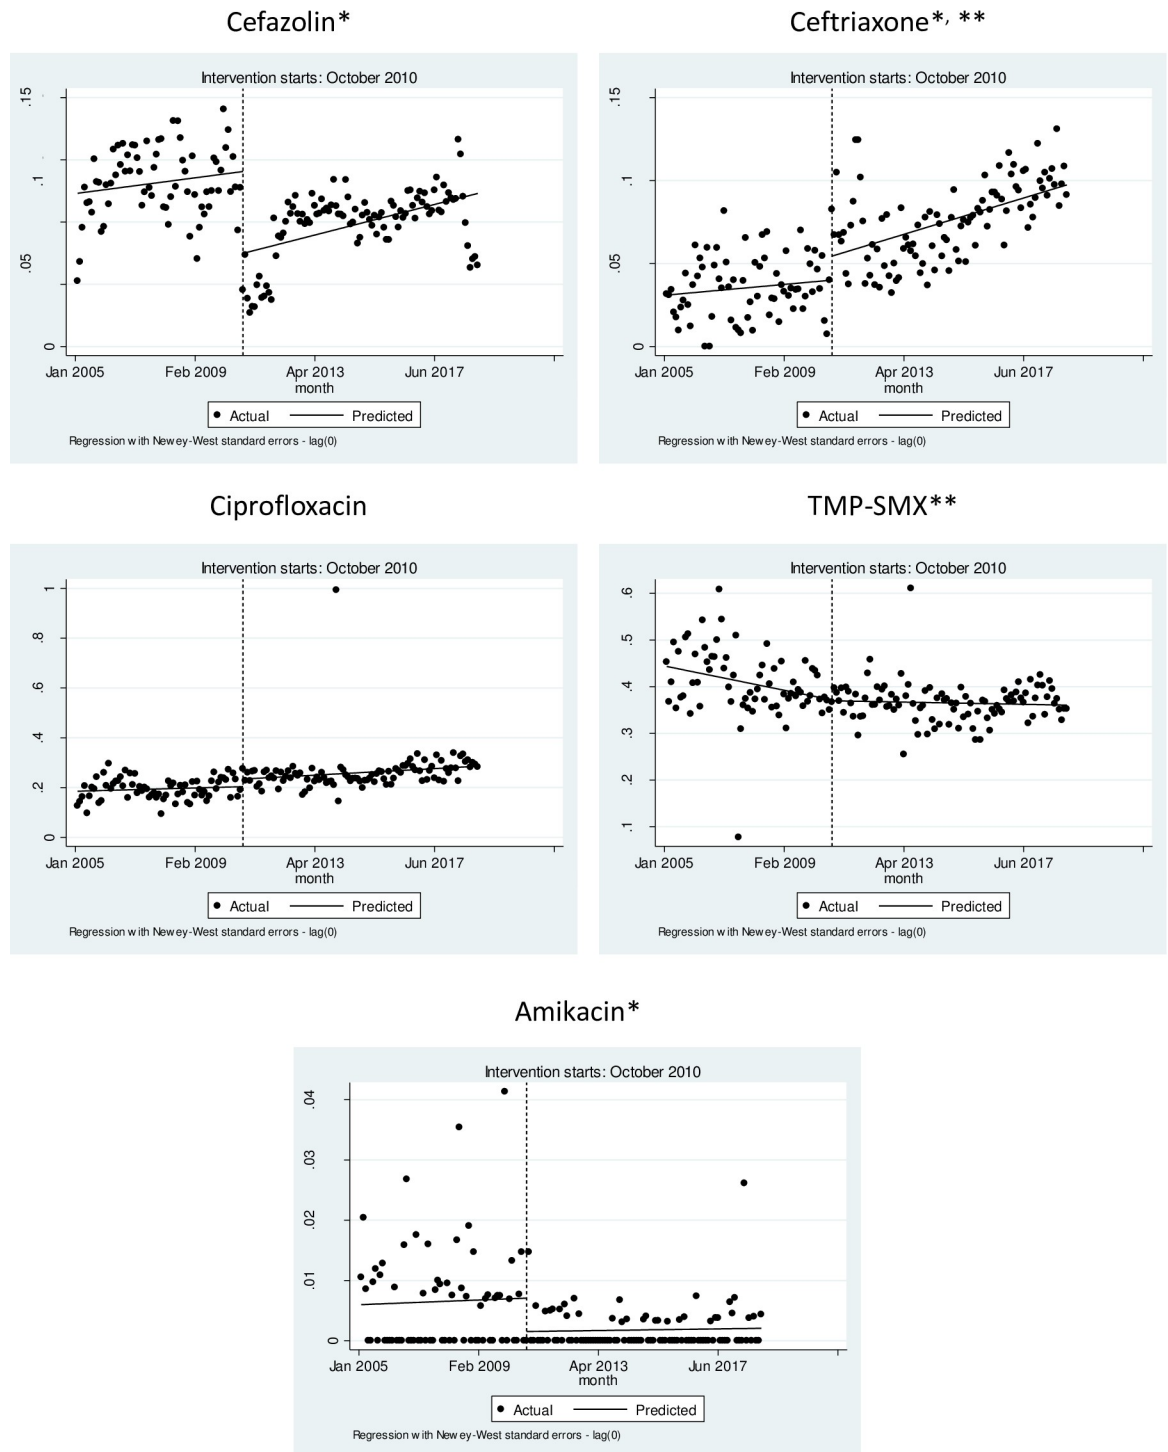 Cefazolin*
Ceftriaxone*, **
Intervention starts: October 2010
.15
.1
.05
0
Jan 2005
Feb 2009
Apr 2013
Jun 2017
month
Actual
Predicted
Regression with Newey-West standard errors - lag(0)
Intervention starts: October 2010
.15
.1
.05
0
Jan 2005
Feb 2009
Apr 2013
Jun 2017
month
Actual
Predicted
Regression with Newey-West standard errors - lag(0)
Ciprofloxacin
TMP-SMX**
Intervention starts: October 2010
1
.8
.6
.4
.2
0
Jan 2005
Feb 2009
Apr 2013
Jun 2017
month
Actual
Predicted
Regression with Newey-West standard errors - lag(0)
Intervention starts: October 2010
.6
.5
.4
.3
.2
.1
Jan 2005
Feb 2009
Apr 2013
Jun 2017
month
Actual
Predicted
Regression with Newey-West standard errors - lag(0)
Amikacin*
Intervention starts: October 2010
.04
.03
.02
.01
0
Jan 2005
Feb 2009
Apr 2013
Jun 2017
month
Actual
Predicted
Regression with Newey-West standard errors - lag(0)